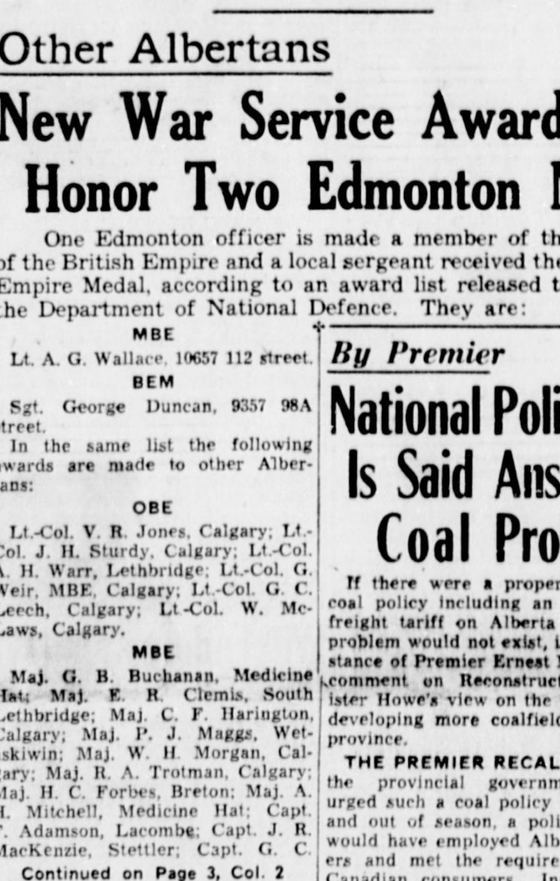 Other Albertans
New War Service Award
Honor Two Edmonton
One Edmonton officer is made a member of th
of the British Empire and a local sergeant received the
Empire Medal, according to an award list released t
the Department of National Defence. They are:
MBE
Lt. A. G. Wallace, 10657 112 street.
BEM
Sgt. George Duncan, 9357 98A
treet.
In the same list the following
wards are made to other Alber-
ans:
OBE
Lt.-Col. V. R. Jones, Calgary; Lt.-
Col. J. H. Sturdy, Calgary; Lt.-Col.
A. H. Warr, Lethbridge; Lt.-Col. G.
Weir, MBE, Calgary; Lt.-Col. G. C.
Leech, Calgary; Lt-Col. W. Mc-
Laws, Calgary.
MBE
Maj. G. B. Buchanan, Medicine
Hat; Maj. E. R. Clemis, South
Lethbridge; Maj. C. F. Harington,
Calgary; Maj. P. J. Maggs, Wet-
skiwin; Maj. W. H. Morgan, Cal-
gary; Maj. R. A. Trotman, Calgary;
Maj. H. C. Forbes, Breton; Maj. A.
H. Mitchell, Medicine Hat; Capt.
T. Adamson, Lacombe; Capt. J. R.
MacKenzie, Stettler; Capt. G. C.
Continued on Page 3, Col. 2
By Premier
National Poli
Is Said Ans
Coal Pro
If there were a proper
coal policy including an
freight tariff on Alberta
problem would not exist, i
stance of Premier Ernest
comment on Reconstruct
ister Howe's view on the
developing more coalfield
province.
THE PREMIER RECAL
the provincial governm
urged such a coal policy
and out of season, a poli
would have employed Alb
ers and met the require
Canadian consumers. In